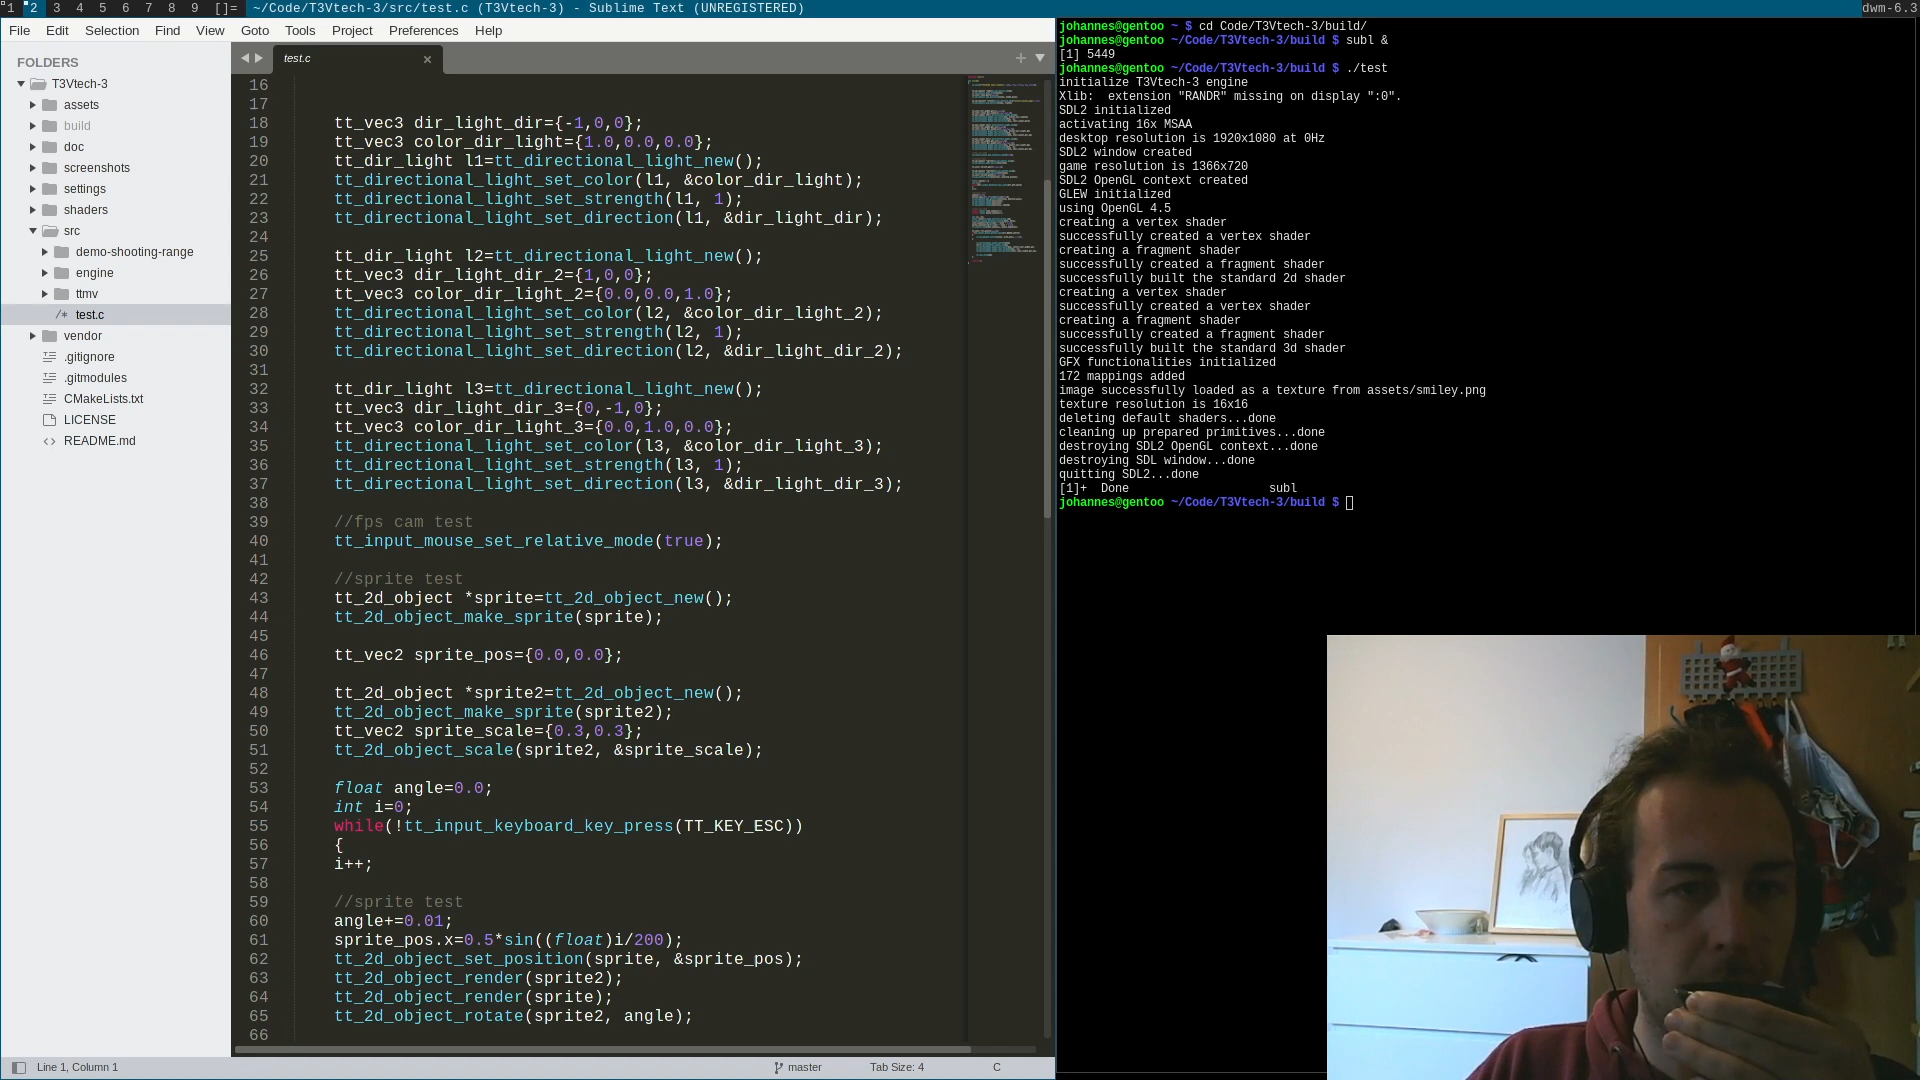 1 2 3 4 5 6 7 8 9 []= ~/Code/T3Vtech-3/src/test.c (T3Vtech-3) - Sublime Text (UNREGISTERED) dwm-6.3
File Edit Selection Find View Goto Tools Project Preferences Help
FOLDERS
T3Vtech-3
assets
build
doc
screenshots
settings
shaders
src
demo-shooting-range
engine
ttmv
/* test.c
vendor
.gitignore
.gitmodules
CMakeLists.txt
LICENSE
README.md
test.c ×
16
17
18 tt_vec3 dir_light_dir={-1,0,0};
19 tt_vec3 color_dir_light={1.0,0.0,0.0};
20 tt_dir_light l1=tt_directional_light_new();
21 tt_directional_light_set_color(l1, &color_dir_light);
22 tt_directional_light_set_strength(l1, 1);
23 tt_directional_light_set_direction(l1, &dir_light_dir);
24
25 tt_dir_light l2=tt_directional_light_new();
26 tt_vec3 dir_light_dir_2={1,0,0};
27 tt_vec3 color_dir_light_2={0.0,0.0,1.0};
28 tt_directional_light_set_color(l2, &color_dir_light_2);
29 tt_directional_light_set_strength(l2, 1);
30 tt_directional_light_set_direction(l2, &dir_light_dir_2);
31
32 tt_dir_light l3=tt_directional_light_new();
33 tt_vec3 dir_light_dir_3={0,-1,0};
34 tt_vec3 color_dir_light_3={0.0,1.0,0.0};
35 tt_directional_light_set_color(l3, &color_dir_light_3);
36 tt_directional_light_set_strength(l3, 1);
37 tt_directional_light_set_direction(l3, &dir_light_dir_3);
38
39 //fps cam test
40 tt_input_mouse_set_relative_mode(true);
41
42 //sprite test
43 tt_2d_object *sprite=tt_2d_object_new();
44 tt_2d_object_make_sprite(sprite);
45
46 tt_vec2 sprite_pos={0.0,0.0};
47
48 tt_2d_object *sprite2=tt_2d_object_new();
49 tt_2d_object_make_sprite(sprite2);
50 tt_vec2 sprite_scale={0.3,0.3};
51 tt_2d_object_scale(sprite2, &sprite_scale);
52
53 float angle=0.0;
54 int i=0;
55 while(!tt_input_keyboard_key_press(TT_KEY_ESC))
56 {
57 i++;
58
59 //sprite test
60 angle+=0.01;
61 sprite_pos.x=0.5*sin((float)i/200);
62 tt_2d_object_set_position(sprite, &sprite_pos);
63 tt_2d_object_render(sprite2);
64 tt_2d_object_render(sprite);
65 tt_2d_object_rotate(sprite2, angle);
66
Line 1, Column 1 master Tab Size: 4 C
johannes@gentoo ~ $ cd Code/T3Vtech-3/build/
johannes@gentoo ~/Code/T3Vtech-3/build $ subl &
[1] 5449
johannes@gentoo ~/Code/T3Vtech-3/build $ ./test
initialize T3Vtech-3 engine
Xlib:  extension "RANDR" missing on display ":0".
SDL2 initialized
activating 16x MSAA
desktop resolution is 1920x1080 at 0Hz
SDL2 window created
game resolution is 1366x720
SDL2 OpenGL context created
GLEW initialized
using OpenGL 4.5
creating a vertex shader
successfully created a vertex shader
creating a fragment shader
successfully created a fragment shader
successfully built the standard 2d shader
creating a vertex shader
successfully created a vertex shader
creating a fragment shader
successfully created a fragment shader
successfully built the standard 3d shader
GFX functionalities initialized
172 mappings added
image successfully loaded as a texture from assets/smiley.png
texture resolution is 16x16
deleting default shaders...done
cleaning up prepared primitives...done
destroying SDL2 OpenGL context...done
destroying SDL window...done
quitting SDL2...done
[1]+  Done                    subl
johannes@gentoo ~/Code/T3Vtech-3/build $